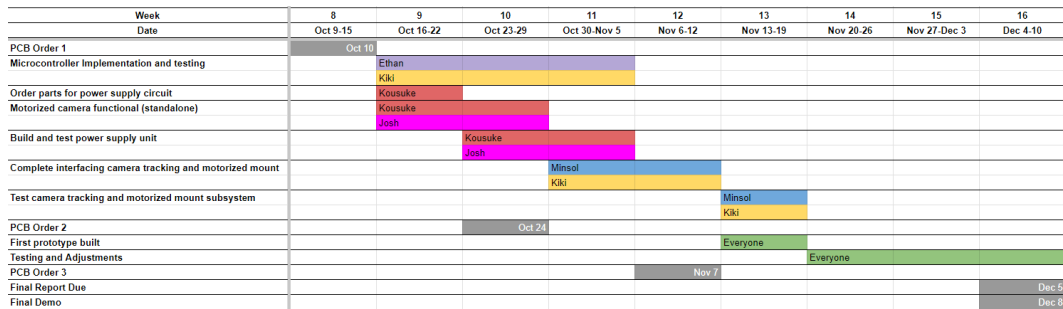 Week 8 9 10 11 12 13 14 15 16
Date Oct 9-15 Oct 16-22 Oct 23-29 Oct 30-Nov 5 Nov 6-12 Nov 13-19 Nov 20-26 Nov 27-Dec 3 Dec 4-10
PCB Order 1 Oct 10
Microcontroller Implementation and testing Ethan
Kiki
Order parts for power supply circuit Kousuke
Motorized camera functional (standalone) Kousuke
Josh
Build and test power supply unit Kousuke
Josh
Complete interfacing camera tracking and motorized mount Minsol
Kiki
Test camera tracking and motorized mount subsystem Minsol
Kiki
PCB Order 2 Oct 24
First prototype built Everyone
Testing and Adjustments Everyone
PCB Order 3 Nov 7
Final Report Due Dec 5
Final Demo Dec 8